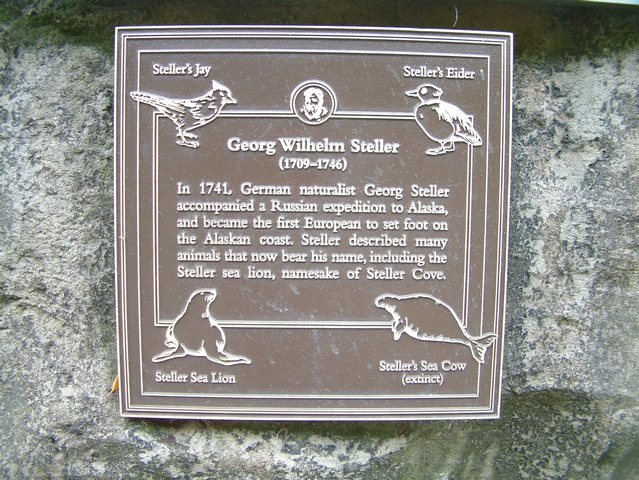 Steller's Jay
Steller's Eider
Georg Wilhelm Steller
(1709–1746)
In 1741, German naturalist Georg Steller
accompanied a Russian expedition to Alaska,
and became the first European to set foot on
the Alaskan coast. Steller described many
animals that now bear his name, including the
Steller sea lion, namesake of Steller Cove.
Steller Sea Lion
Steller's Sea Cow
(extinct)